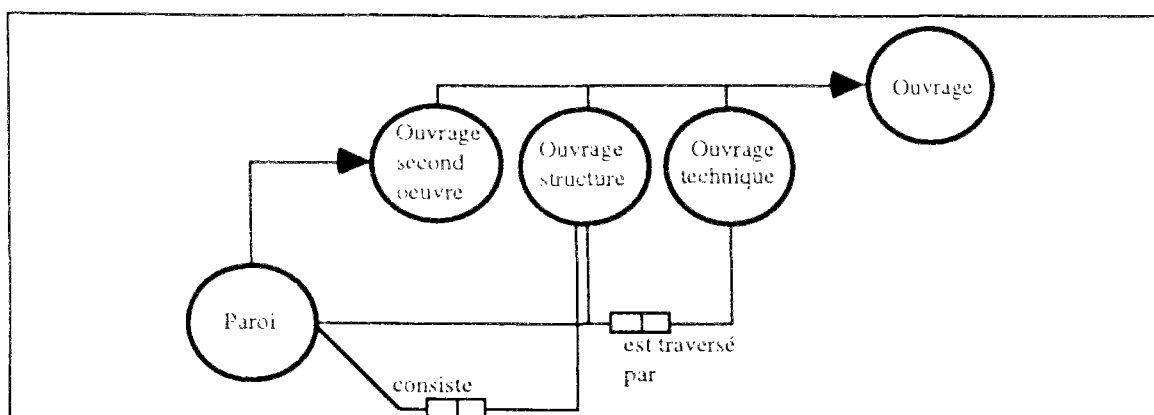 Ouvrage
Ouvrage
second
oeuvre
Ouvrage
structure
Ouvrage
technique
Paroi
est traversé
par
consiste